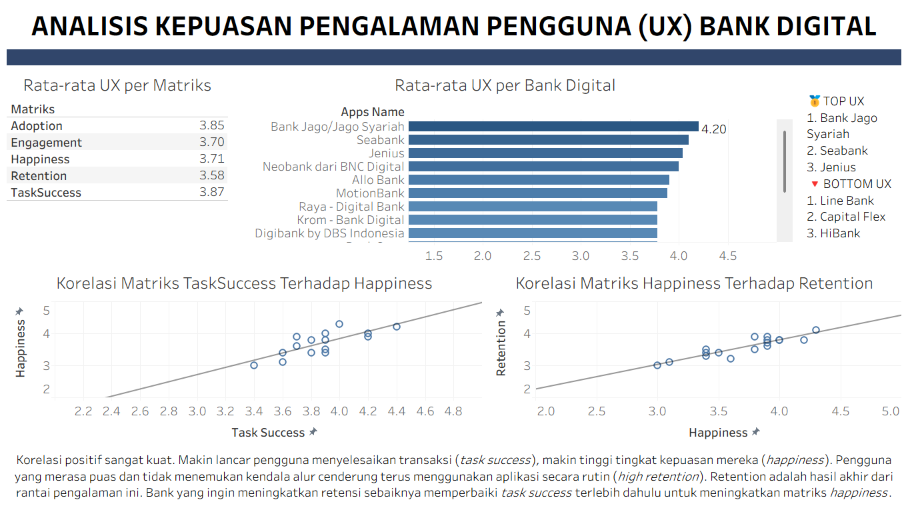 ANALISIS KEPUASAN PENGALAMAN PENGGUNA (UX) BANK DIGITAL
Rata-rata UX per Matriks
Matriks
Adoption 3.85
Engagement 3.70
Happiness 3.71
Retention 3.58
TaskSuccess 3.87
Rata-rata UX per Bank Digital
Apps Name
Bank Jago/Jago Syariah 4.20
Seabank
Jenius
Neobank dari BNC Digital
Allo Bank
MotionBank
Raya - Digital Bank
Krom - Bank Digital
Digibank by DBS Indonesia
1.5 2.0 2.5 3.0 3.5 4.0 4.5
🥇 TOP UX
1. Bank Jago
Syariah
2. Seabank
3. Jenius
🔻 BOTTOM UX
1. Line Bank
2. Capital Flex
3. HiBank
Korelasi Matriks TaskSuccess Terhadap Happiness
Happiness
5
4
3
2
2.2 2.4 2.6 2.8 3.0 3.2 3.4 3.6 3.8 4.0 4.2 4.4 4.6 4.8
Task Success
Korelasi Matriks Happiness Terhadap Retention
Retention
5
4
3
2
2.0 2.5 3.0 3.5 4.0 4.5 5.0
Happiness
Korelasi positif sangat kuat. Makin lancar pengguna menyelesaikan transaksi (task success), makin tinggi tingkat kepuasan mereka (happiness). Pengguna
yang merasa puas dan tidak menemukan kendala alur cenderung terus menggunakan aplikasi secara rutin (high retention). Retention adalah hasil akhir dari
rantai pengalaman ini. Bank yang ingin meningkatkan retensi sebaiknya memperbaiki task success terlebih dahulu untuk meningkatkan matriks happiness.